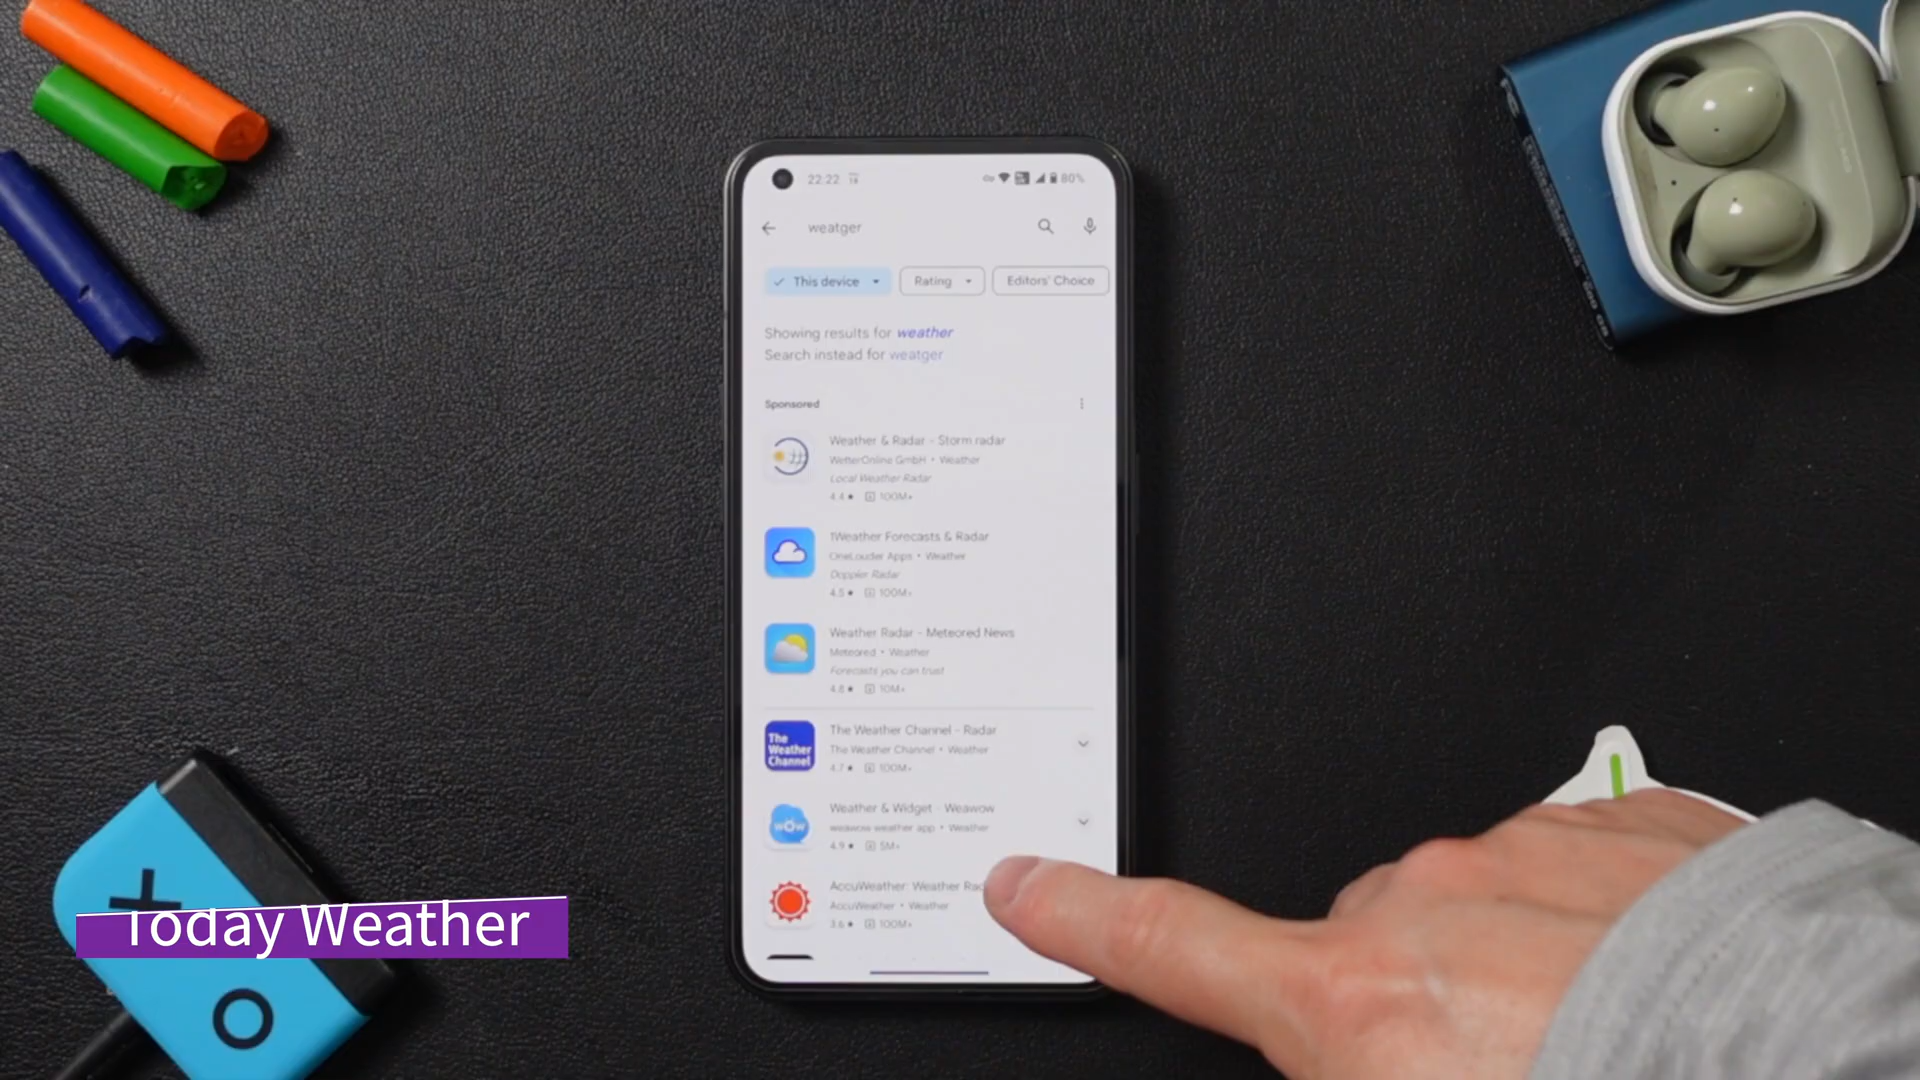 22:22
80%
weatger
This device
Rating
Editors' Choice
Showing results for weather
Search instead for weatger
Sponsored
Weather & Radar - Storm radar
WetterOnline GmbH • Weather
Local Weather Radar
4.4 ★ 100M+
1Weather Forecasts & Radar
OneLouder Apps • Weather
Doppler Radar
4.5 ★ 100M+
Weather Radar - Meteored News
Meteored • Weather
Forecasts you can trust
4.8 ★ 10M+
The Weather Channel
The Weather Channel - Radar
The Weather Channel • Weather
4.7 ★ 100M+
wow
Weather & Widget - Weawow
weawow weather app • Weather
4.9 ★ 5M+
AccuWeather: Weather
AccuWeather • Weather
3.6 ★ 100M+
Today Weather